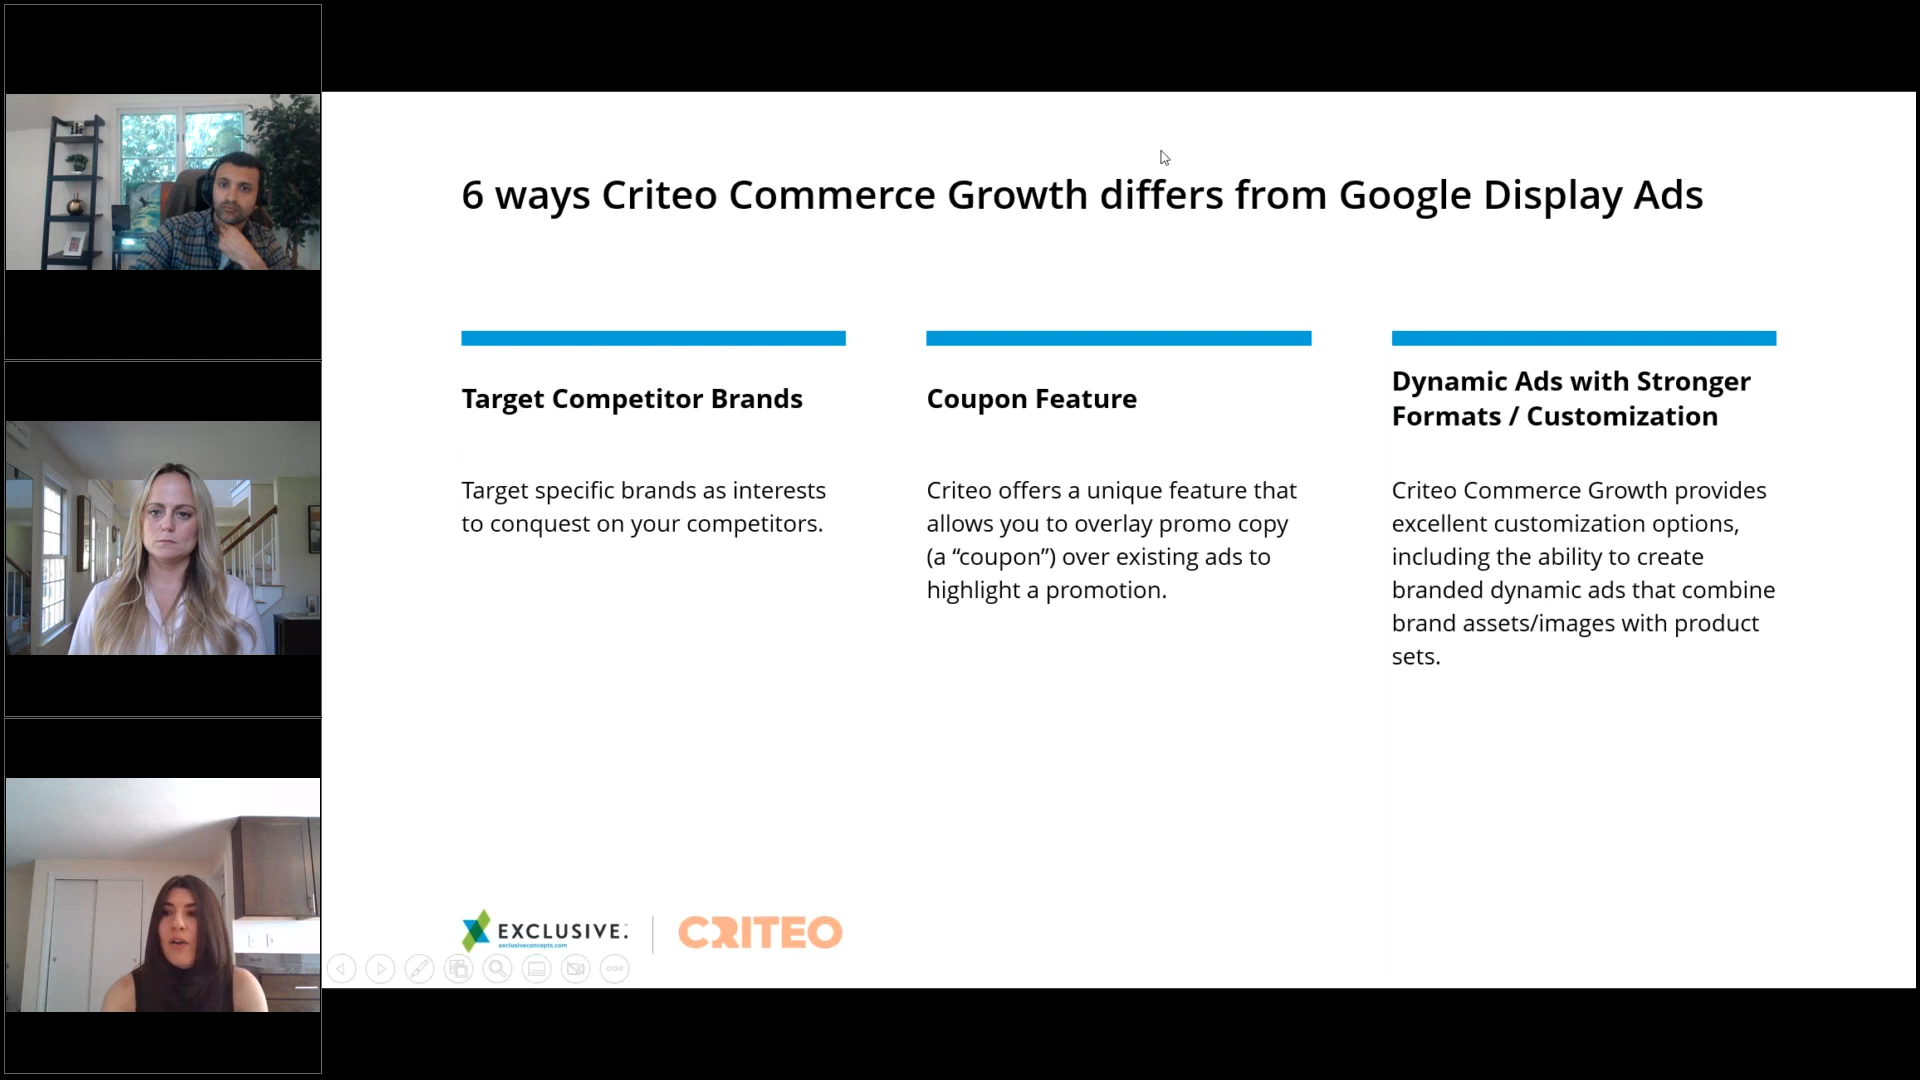 6 ways Criteo Commerce Growth differs from Google Display Ads
Target Competitor Brands
Target specific brands as interests
to conquest on your competitors.
Coupon Feature
Criteo offers a unique feature that
allows you to overlay promo copy
(a “coupon”) over existing ads to
highlight a promotion.
Dynamic Ads with Stronger
Formats / Customization
Criteo Commerce Growth provides
excellent customization options,
including the ability to create
branded dynamic ads that combine
brand assets/images with product
sets.
EXCLUSIVE.
exclusiveconcepts.com
CRITEO